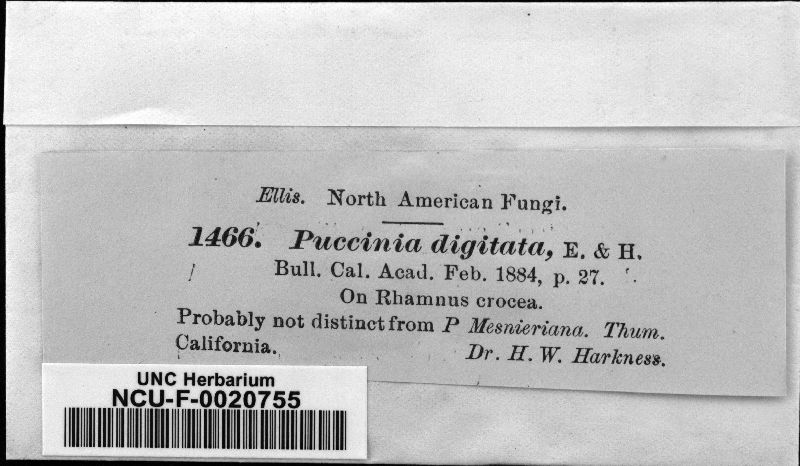 Ellis. North American Fungi.
1466. Puccinia digitata, E. & H.
Bull. Cal. Acad. Feb. 1884, p. 27.
On Rhamnus crocea.
Probably not distinct from P Mesnieriana. Thum.
California. Dr. H. W. Harkness.
UNC Herbarium
NCU-F-0020755